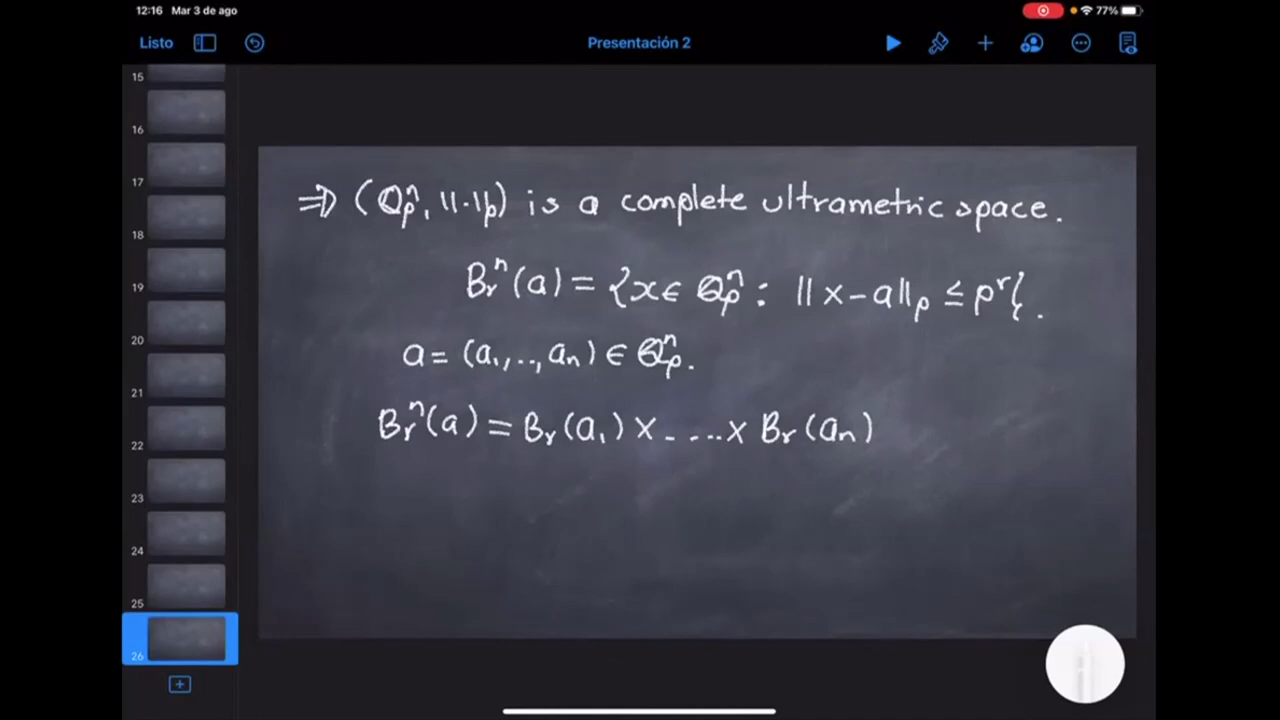 12:16 Mar 3 de ago
77%
Listo
Presentación 2
15
16
17
18
19
20
21
22
23
24
25
26
⇒ (ℚₚⁿ, ||·||ₚ) is a complete ultrametric space.
Bᵣⁿ(a) = {x ∈ ℚₚⁿ : ||x − a||ₚ ≤ pʳ}.
a = (a₁,..,aₙ) ∈ ℚₚⁿ.
Bᵣⁿ(a) = Bᵣ(a₁) × ..... × Bᵣ(aₙ)